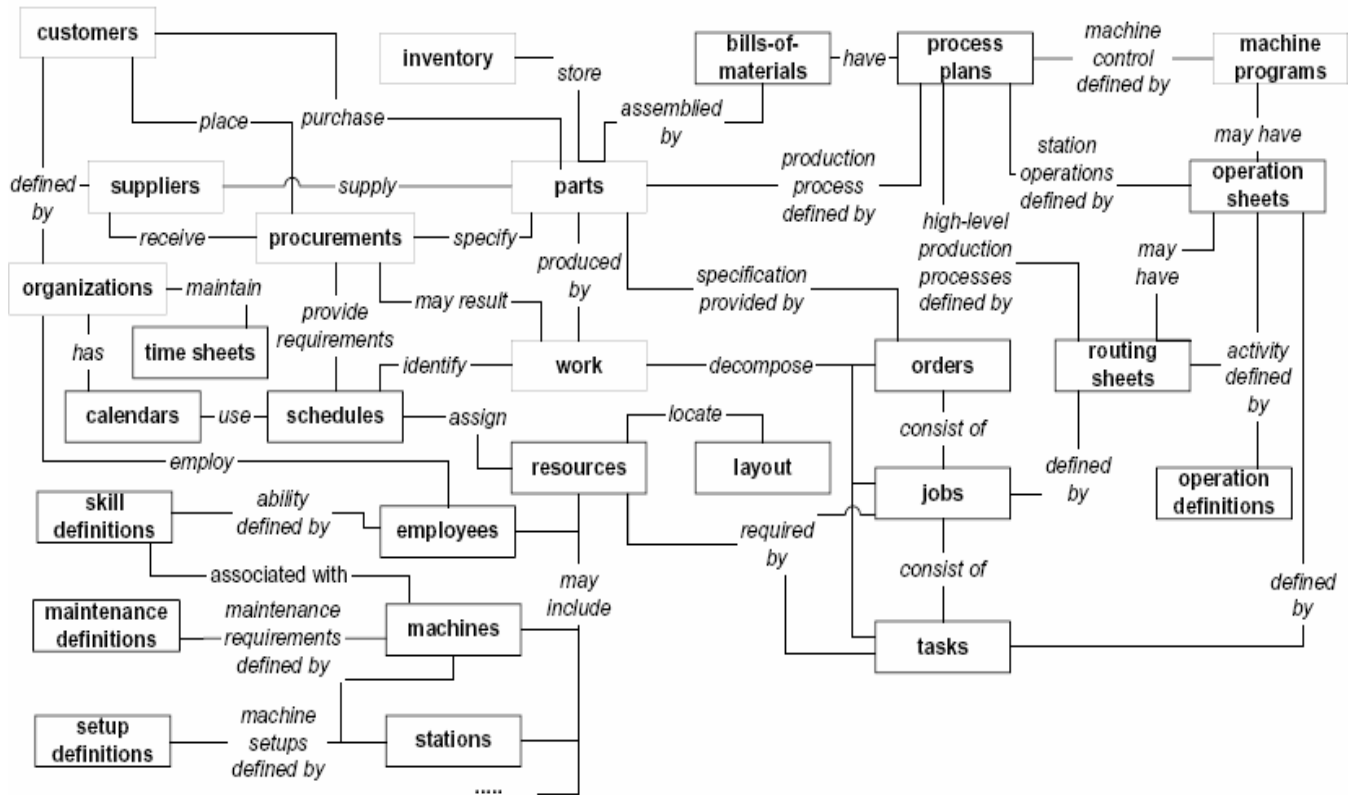 customers
inventory
bills-of-
materials
have
process
plans
machine
control
defined by
machine
programs
store
purchase
place
assemblied
by
may have
production
process
defined by
station
operations
defined by
operation
sheets
defined
by
suppliers
supply
parts
receive
procurements
specify
high-level
production
processes
defined by
may
have
organizations
maintain
provide
requirements
may result
produced
by
specification
provided by
time sheets
has
identify
work
decompose
orders
routing
sheets
activity
defined
by
calendars
use
schedules
assign
locate
consist of
resources
layout
employ
jobs
defined
by
operation
definitions
skill
definitions
ability
defined by
employees
required
by
associated with
may
include
consist of
defined
by
maintenance
definitions
maintenance
requirements
defined by
machines
tasks
setup
definitions
machine
setups
defined by
stations
.....